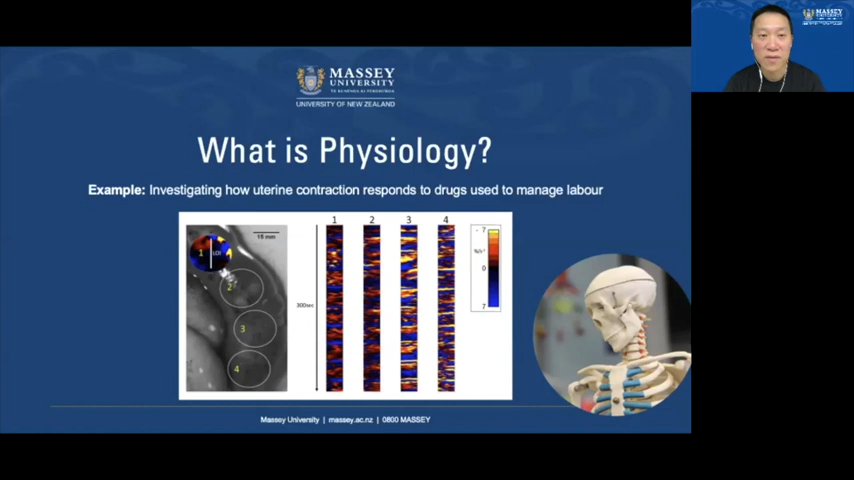 MASSEY
UNIVERSITY
TE KUNENGA KI PŪREHUROA
UNIVERSITY OF NEW ZEALAND
What is Physiology?
Example: Investigating how uterine contraction responds to drugs used to manage labour
1 2 3 4
15 mm
1 LOI
2
3
4
300sec
- 7
%/s
0
7
Massey University | massey.ac.nz | 0800 MASSEY
MASSEY